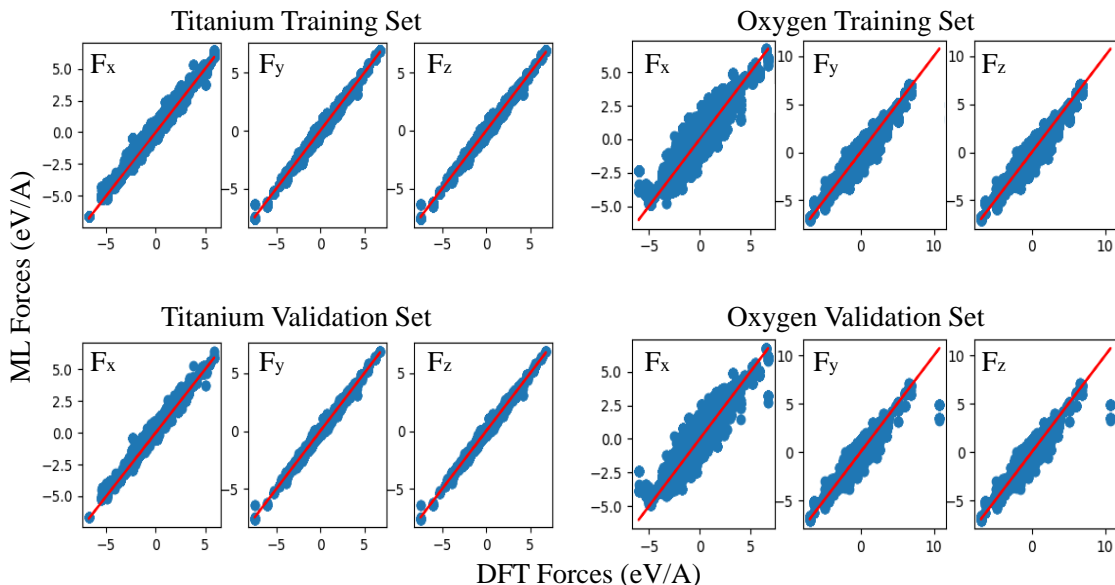 Titanium Training Set
Oxygen Training Set
Fx
Fy
Fz
Fx
Fy
Fz
5.0
2.5
0.0
−2.5
−5.0
5
0
−5
5
0
−5
5.0
2.5
0.0
−2.5
−5.0
10
5
0
−5
10
5
0
−5
−5 0 5
−5 0 5
−5 0 5
−5 0 5
0 10
0 10
ML Forces (eV/A)
Titanium Validation Set
Oxygen Validation Set
Fx
Fy
Fz
Fx
Fy
Fz
5.0
2.5
0.0
−2.5
−5.0
5
0
−5
5
0
−5
5.0
2.5
0.0
−2.5
−5.0
10
5
0
−5
10
5
0
−5
−5 0 5
−5 0 5
−5 0 5
−5 0 5
0 10
0 10
DFT Forces (eV/A)